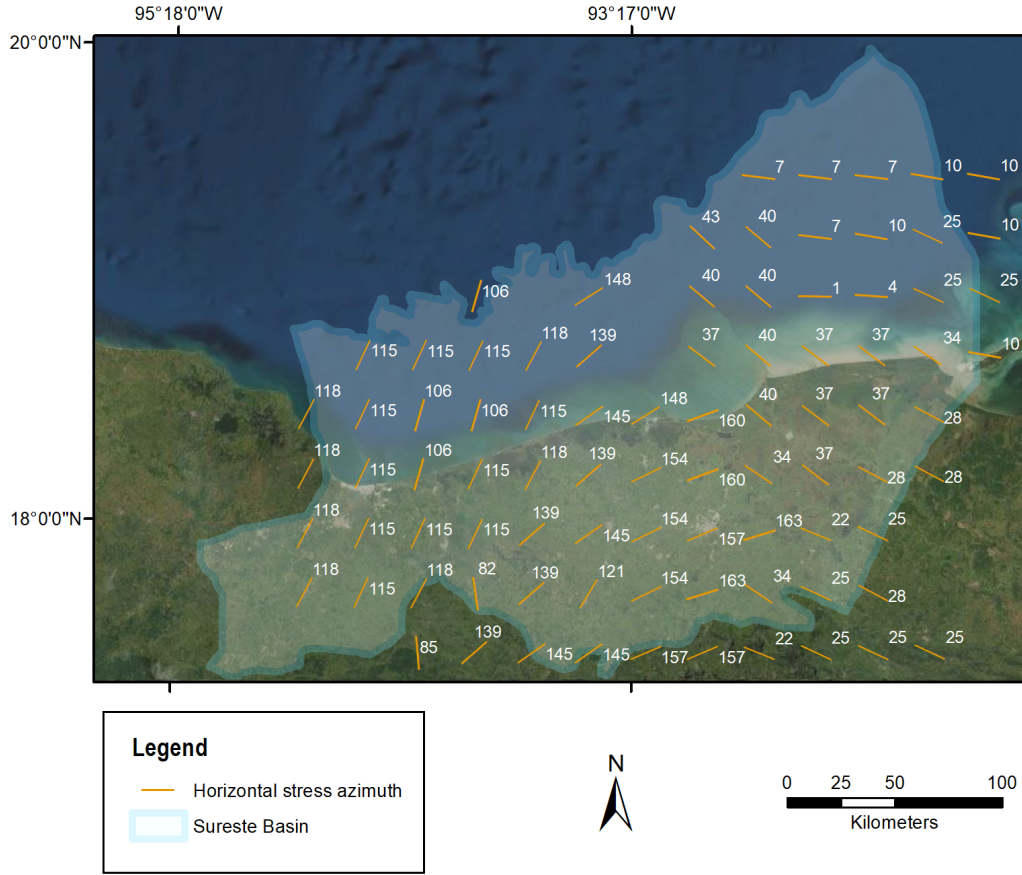 95°18'0"W 93°17'0"W
20°0'0"N
7 7 7 10 10
43 40 7 10 25 10
106 148 40 40 1 4 25 25
115 115 115 118 139 37 40 37 37 34 10
118 115 106 106 115 145 148 160 40 37 37 28
118 115 106 115 118 139 154 160 34 37 28 28
18°0'0"N
118 115 115 115 139 145 154 157 163 22 25
118 115 118 82 139 121 154 163 34 25 28
85 139 145 145 157 157 22 25 25 25
Legend
Horizontal stress azimuth
Sureste Basin
N
0 25 50 100
Kilometers